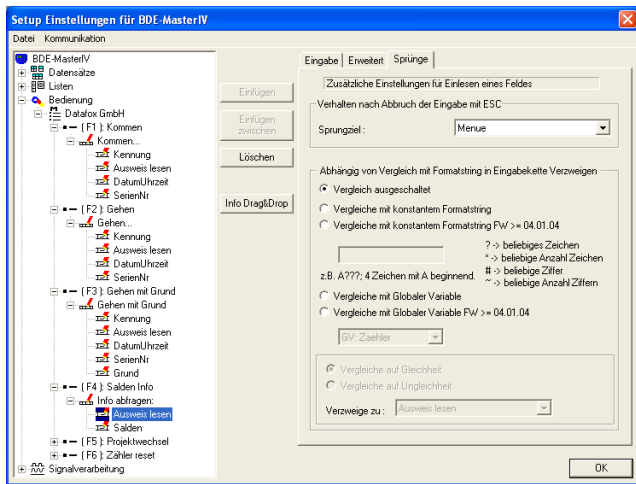 Setup Einstellungen für BDE-MasterIV
Datei Kommunikation
BDE-MasterIV
Datensätze
Listen
Bedienung
Datafox GmbH
(F1 ): Kommen
Kommen...
Kennung
Ausweis lesen
DatumUhrzeit
SerienNr
(F2 ): Gehen
Gehen...
Kennung
Ausweis lesen
DatumUhrzeit
SerienNr
(F3 ): Gehen mit Grund
Gehen mit Grund
Kennung
Ausweis lesen
DatumUhrzeit
SerienNr
Grund
(F4 ): Salden Info
Info abfragen:
Ausweis lesen
Salden
(F5 ): Projektwechsel
(F6 ): Zähler reset
Signalverarbeitung
Einfügen
Einfügen
zwischen
Löschen
Info Drag&Drop
Eingabe Erweitert Sprünge
Zusätzliche Einstellungen für Einlesen eines Feldes
Verhalten nach Abbruch der Eingabe mit ESC
Sprungziel : Menue
Abhängig von Vergleich mit Formatstring in Eingabekette Verzweigen
Vergleich ausgeschaltet
Vergleiche mit konstantem Formatstring
Vergleiche mit konstantem Formatstring FW >= 04.01.04
? -> beliebiges Zeichen
* -> beliebige Anzahl Zeichen
# -> beliebige Ziffer
~ -> beliebige Anzahl Ziffern
z.B. A???; 4 Zeichen mit A beginnend.
Vergleiche mit Globaler Variable
Vergleiche mit Globaler Variable FW >= 04.01.04
GV: Zaehler
Vergleiche auf Gleichheit
Vergleiche auf Ungleichheit
Verzweige zu : Ausweis lesen
OK